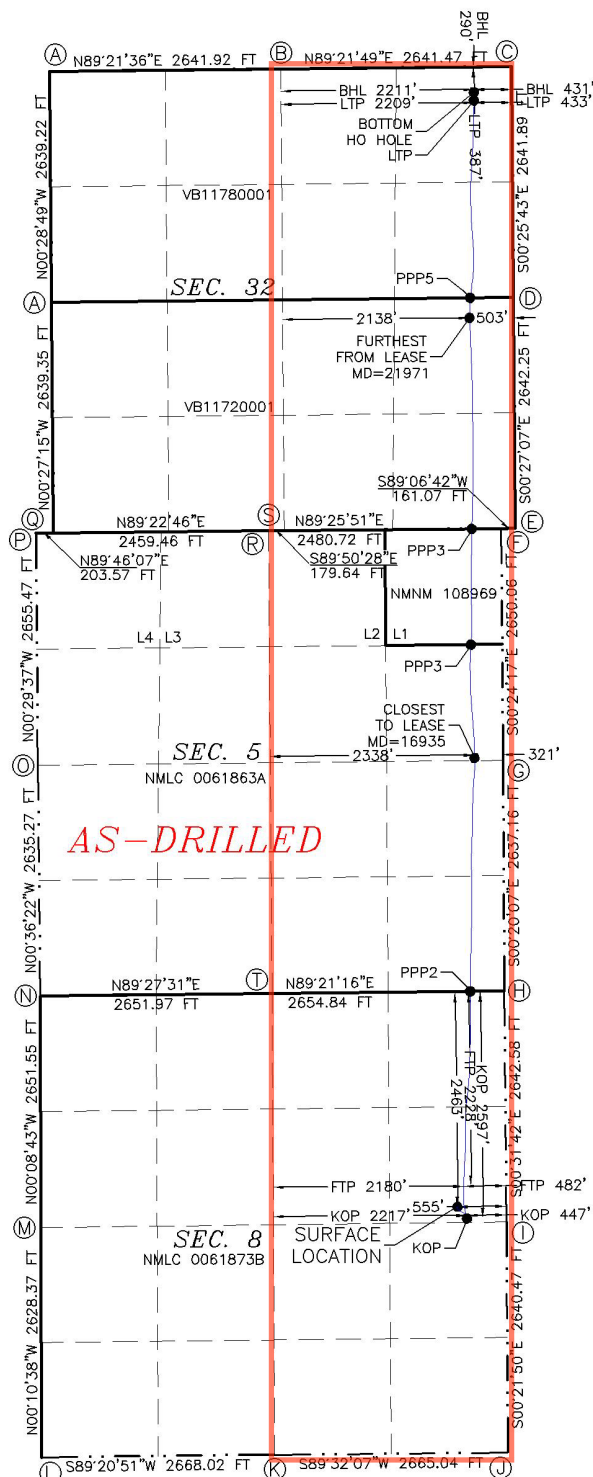 BHL
290'
A
B
C
N89°21'36"E 2641.92 FT
N89°21'49"E 2641.47 FT
BHL 2211'
BHL 431'
LTP 2209'
LTP 433'
BOTTOM
HO HOLE
LTP
LTP 387'
N00°28'49"W 2639.22 FT
S00°25'43"E 2641.89 FT
VB11780001
SEC. 32
PPP5
A
D
2138'
503'
FURTHEST
FROM LEASE
MD=21971
N00°27'15"W 2639.35 FT
S00°27'07"E 2642.25 FT
VB11720001
S89°06'42"W
161.07 FT
Q
P
N89°22'46"E
2459.46 FT
S
R
N89°25'51"E
2480.72 FT
E
F
N89°46'07"E
203.57 FT
S89°50'28"E
179.64 FT
PPP3
NMNM 108969
N00°29'37"W 2655.47 FT
S00°24'17"E 2650.06 FT
L4
L3
L2
L1
PPP3
CLOSEST
TO LEASE
MD=16935
SEC. 5
2338'
321'
O
G
NMLC 0061863A
AS-DRILLED
N00°36'22"W 2635.27 FT
S00°20'07"E 2637.16 FT
N89°27'31"E
2651.97 FT
T
N89°21'16"E
2654.84 FT
PPP2
N
H
2463'
FTP 2228'
KOP 2597'
N00°08'43"W 2651.55 FT
S00°31'42"E 2642.58 FT
FTP 2180'
FTP 482'
555'
KOP 2217'
KOP 447'
M
I
SEC. 8
SURFACE
LOCATION
KOP
NMLC 0061873B
N00°10'38"W 2628.37 FT
S00°21'50"E 2640.47 FT
L
S89°20'51"W 2668.02 FT
K
S89°32'07"W 2665.04 FT
J